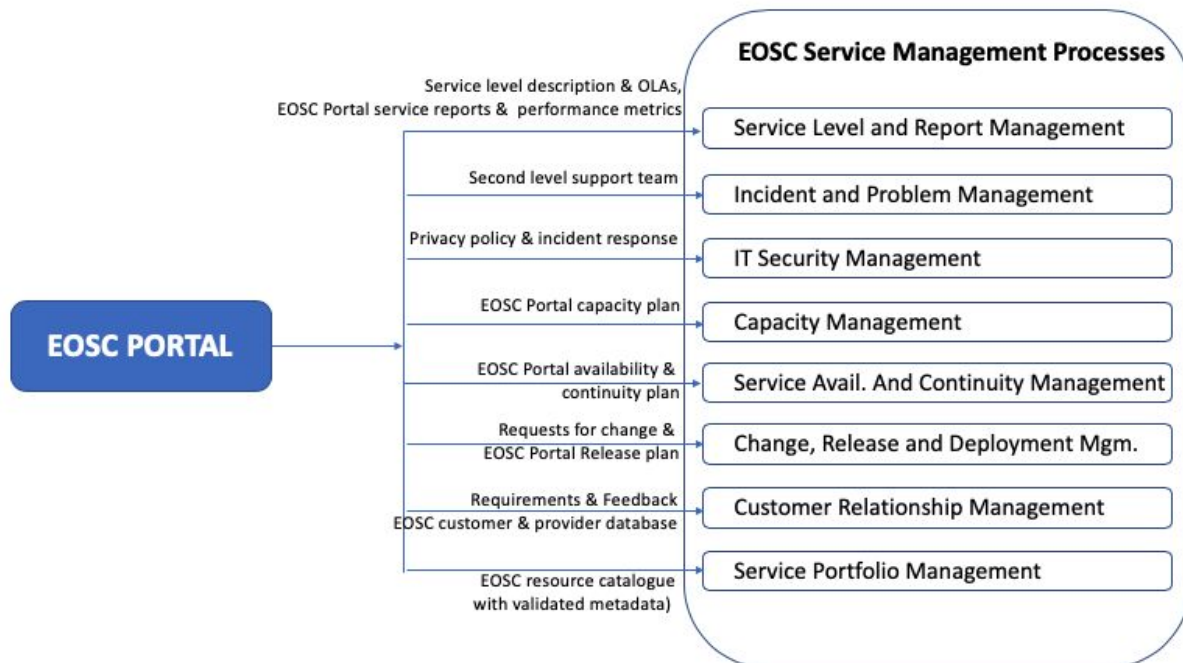 EOSC Service Management Processes
Service level description & OLAs,
EOSC Portal service reports & performance metrics
Service Level and Report Management
Second level support team
Incident and Problem Management
Privacy policy & incident response
IT Security Management
EOSC PORTAL
EOSC Portal capacity plan
Capacity Management
EOSC Portal availability &
continuity plan
Service Avail. And Continuity Management
Requests for change &
EOSC Portal Release plan
Change, Release and Deployment Mgm.
Requirements & Feedback
EOSC customer & provider database
Customer Relationship Management
EOSC resource catalogue
with validated metadata)
Service Portfolio Management